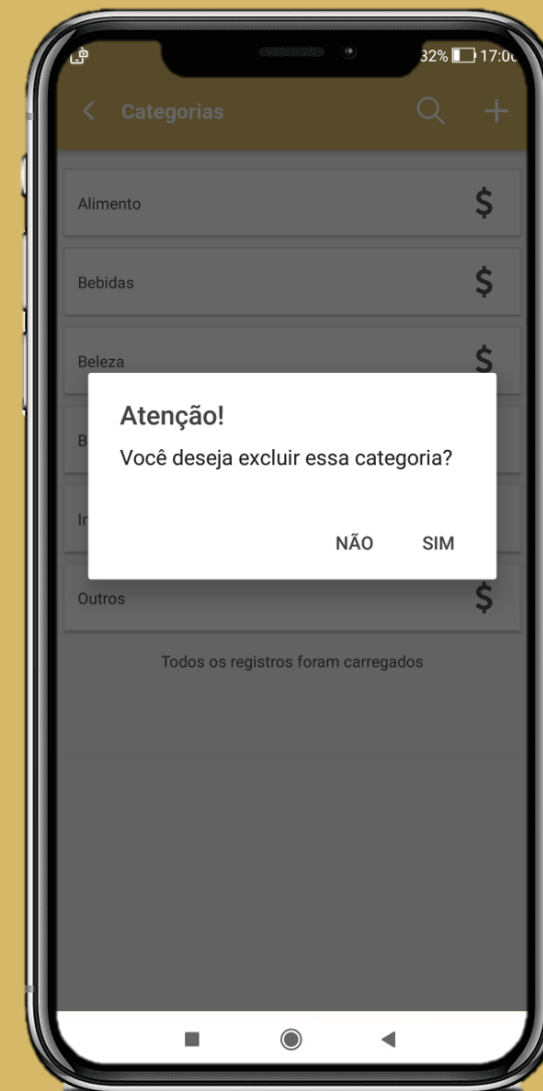 32% 17:0
Categorias
Alimento
$
Bebidas
$
Beleza
$
B
Atenção!
Você deseja excluir essa categoria?
In
NÃO SIM
Outros
$
Todos os registros foram carregados